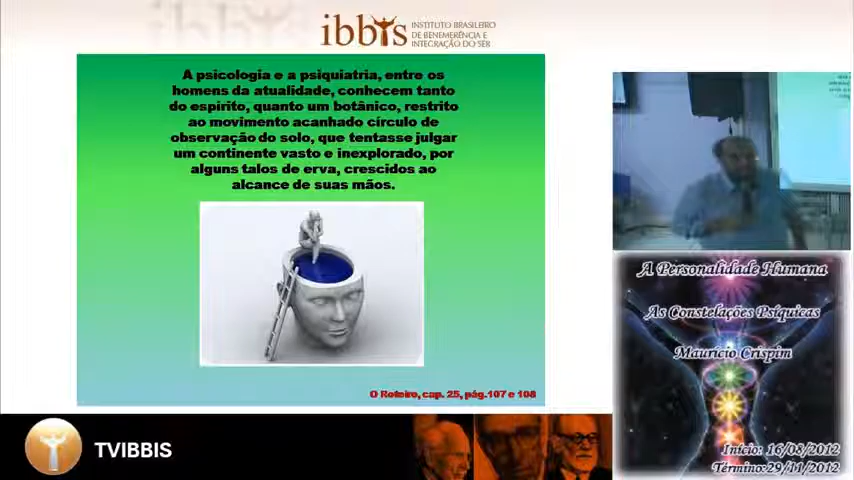 ibbis
INSTITUTO BRASILEIRO
DE BENEMERÊNCIA E
INTEGRAÇÃO DO SER
A psicologia e a psiquiatria, entre os
homens da atualidade, conhecem tanto
do espírito, quanto um botânico, restrito
ao movimento acanhado círculo de
observação do solo, que tentasse julgar
um continente vasto e inexplorado, por
alguns talos de erva, crescidos ao
alcance de suas mãos.
O Roteiro, cap. 25, pág.107 e 108
A Personalidade Humana
As Constelações Psíquicas
Maurício Crispim
Início: 16/08/2012
Término:29/11/2012
TVIBBIS